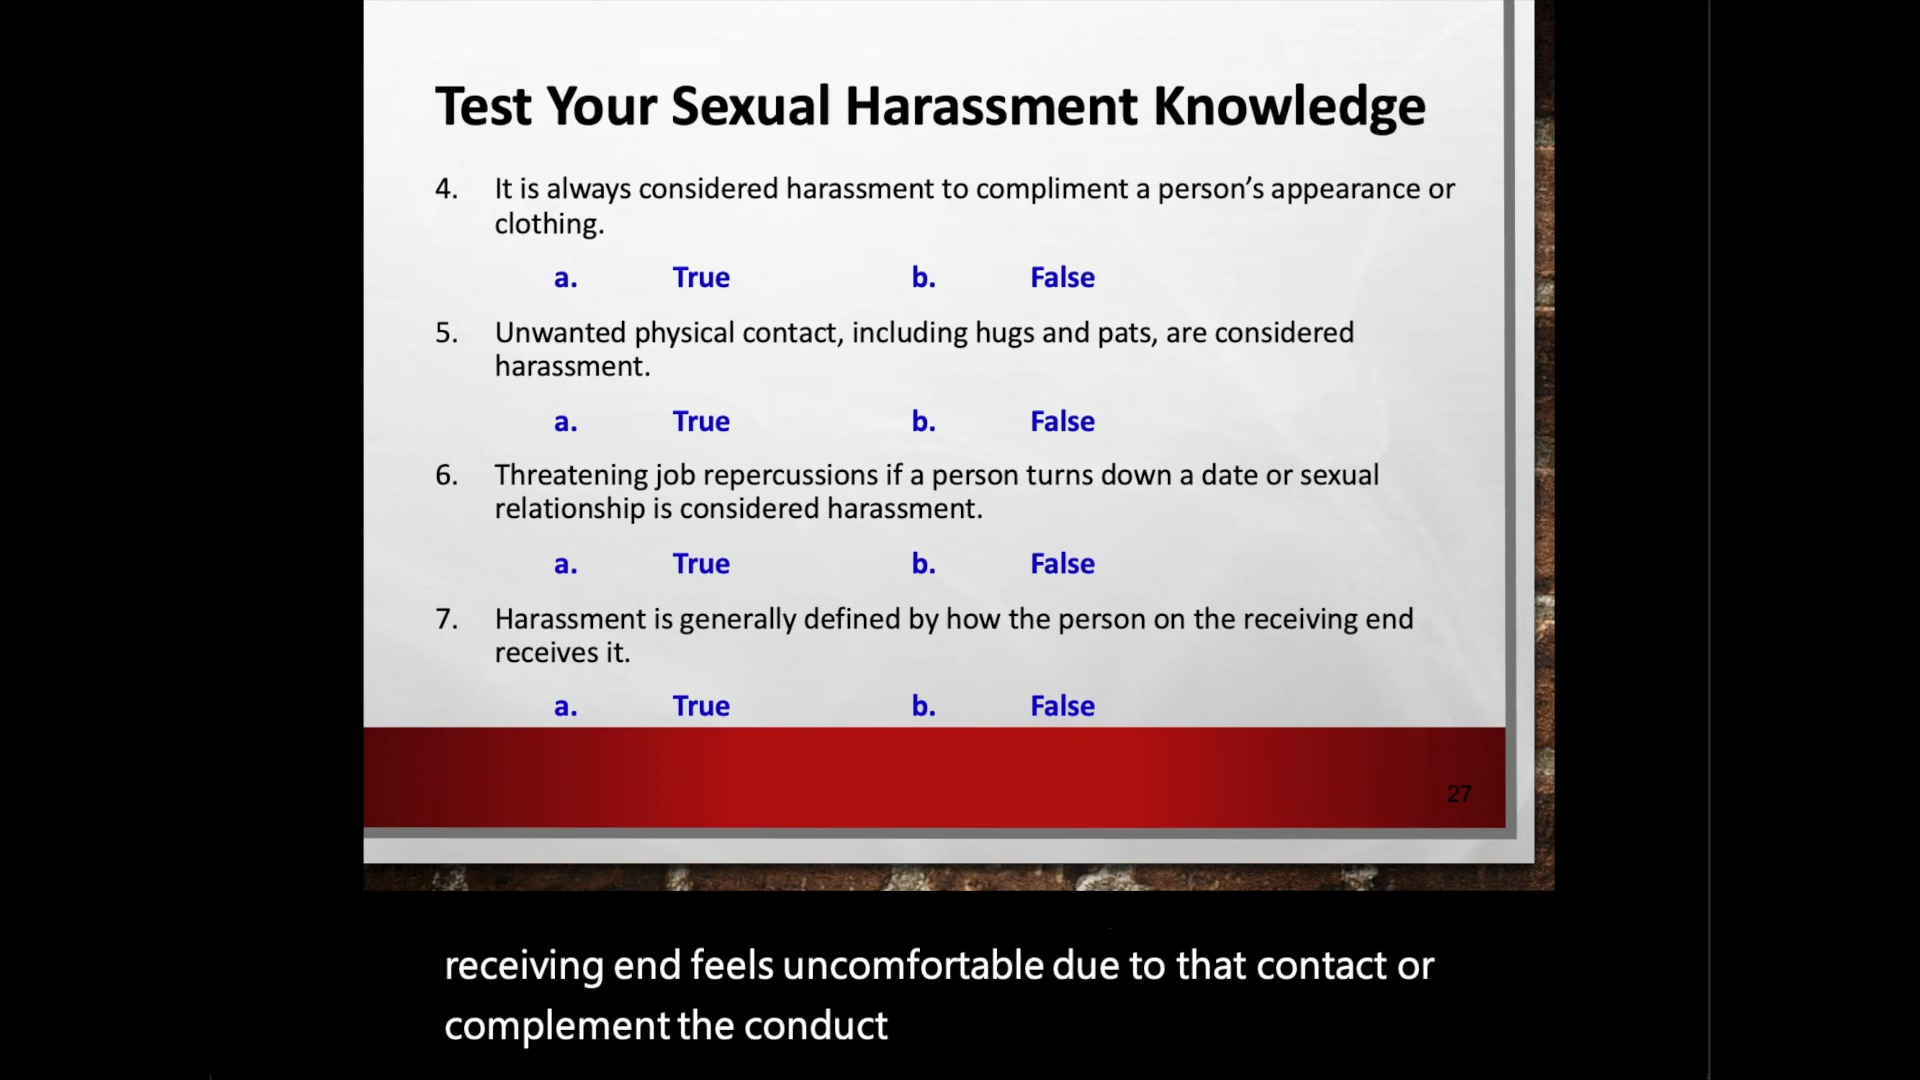 Test Your Sexual Harassment Knowledge
4. It is always considered harassment to compliment a person’s appearance or
clothing.
a. True b. False
5. Unwanted physical contact, including hugs and pats, are considered
harassment.
a. True b. False
6. Threatening job repercussions if a person turns down a date or sexual
relationship is considered harassment.
a. True b. False
7. Harassment is generally defined by how the person on the receiving end
receives it.
a. True b. False
27
receiving end feels uncomfortable due to that contact or
complement the conduct